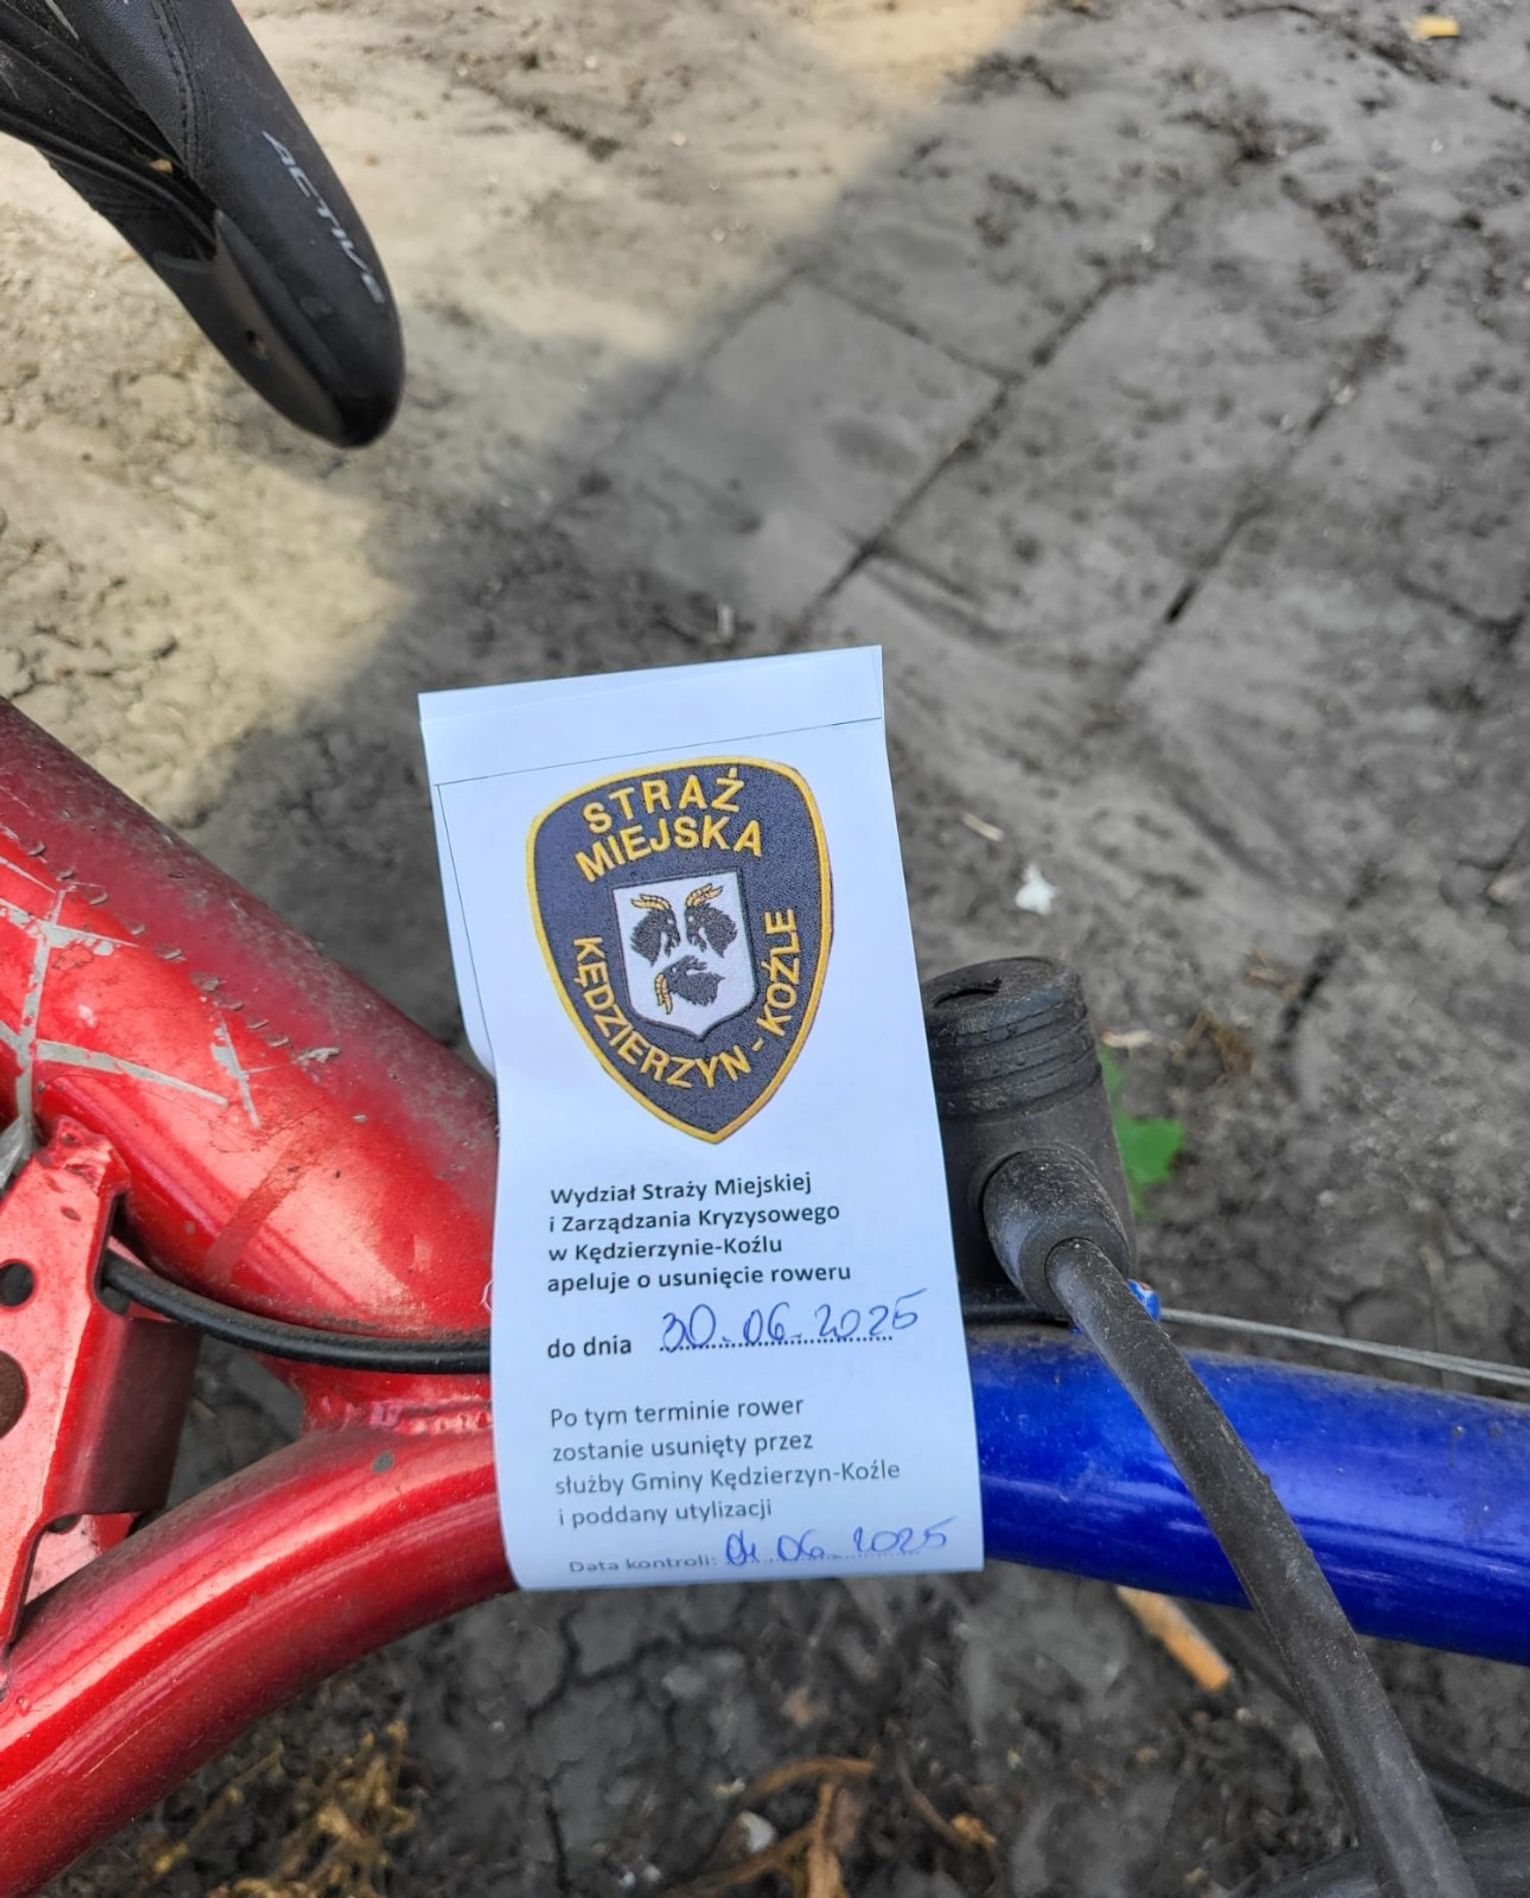 ACTIVE
STRAŻ
MIEJSKA
KĘDZIERZYN-KOŹLE
Wydział Straży Miejskiej
i Zarządzania Kryzysowego
w Kędzierzynie-Koźlu
apeluje o usunięcie roweru
do dnia 30.06.2025
Po tym terminie rower
zostanie usunięty przez
służby Gminy Kędzierzyn-Koźle
i poddany utylizacji
Data kontroli: 06.2025